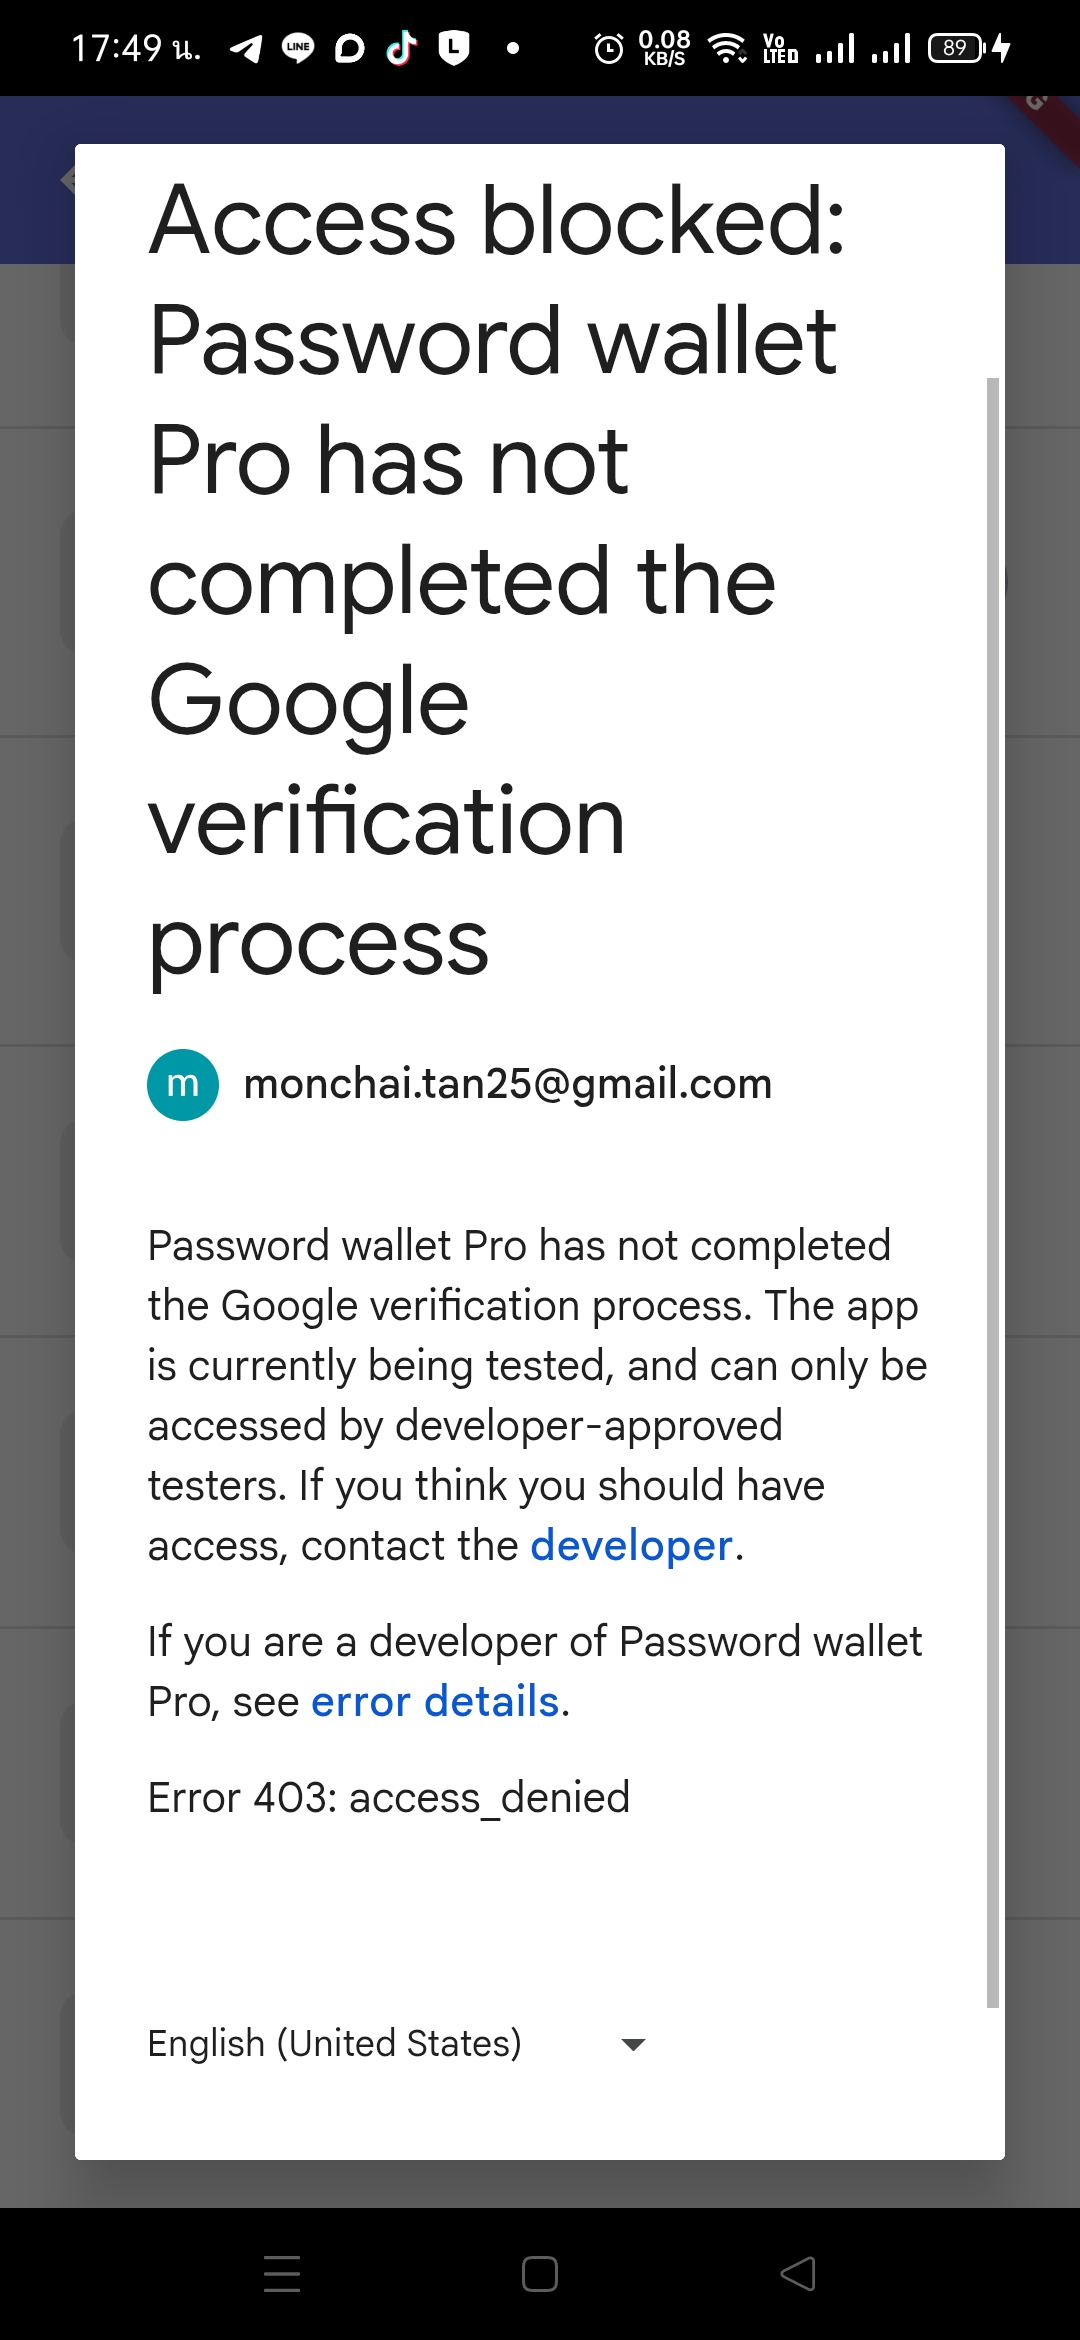 17:49 น.
LINE
L
0.08
KB/S
Vo
LTED
89
G
Access blocked:
Password wallet
Pro has not
completed the
Google
verification
process
m
monchai.tan25@gmail.com
Password wallet Pro has not completed
the Google verification process. The app
is currently being tested, and can only be
accessed by developer-approved
testers. If you think you should have
access, contact the developer.
If you are a developer of Password wallet
Pro, see error details.
Error 403: access_denied
English (United States)